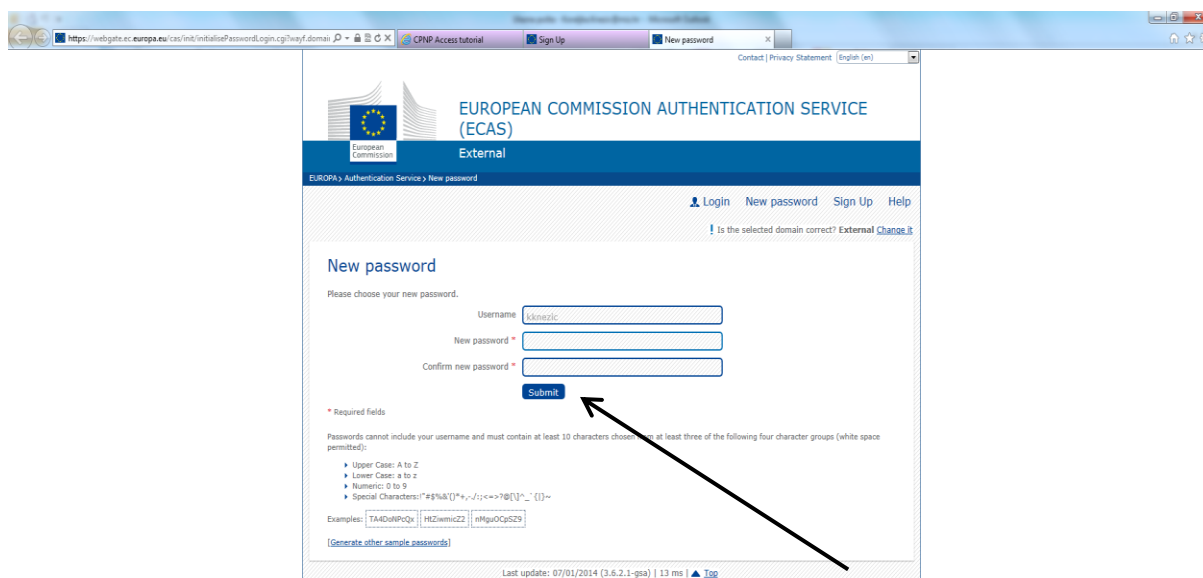 https://webgate.ec.europa.eu/cas/init/initialisePasswordLogin.cgi?wayf.domai
CPNP Access tutorial
Sign Up
New password
Contact | Privacy Statement English (en)
EUROPEAN COMMISSION AUTHENTICATION SERVICE
(ECAS)
European
Commission
External
EUROPA > Authentication Service > New password
Login New password Sign Up Help
! Is the selected domain correct? External Change it
New password
Please choose your new password.
Username kknezic
New password *
Confirm new password *
Submit
* Required fields
Passwords cannot include your username and must contain at least 10 characters chosen at least three of the following four character groups (white space
permitted):
Upper Case: A to Z
Lower Case: a to z
Numeric: 0 to 9
Special Characters:!"#$%&'()*+,-./:;<=>?@[\]^_`{|}~
Examples: TA4DoNPcQx HtZiwmicZ2 nMguOCpSZ9
[Generate other sample passwords]
Last update: 07/01/2014 (3.6.2.1-gsa) | 13 ms | Top